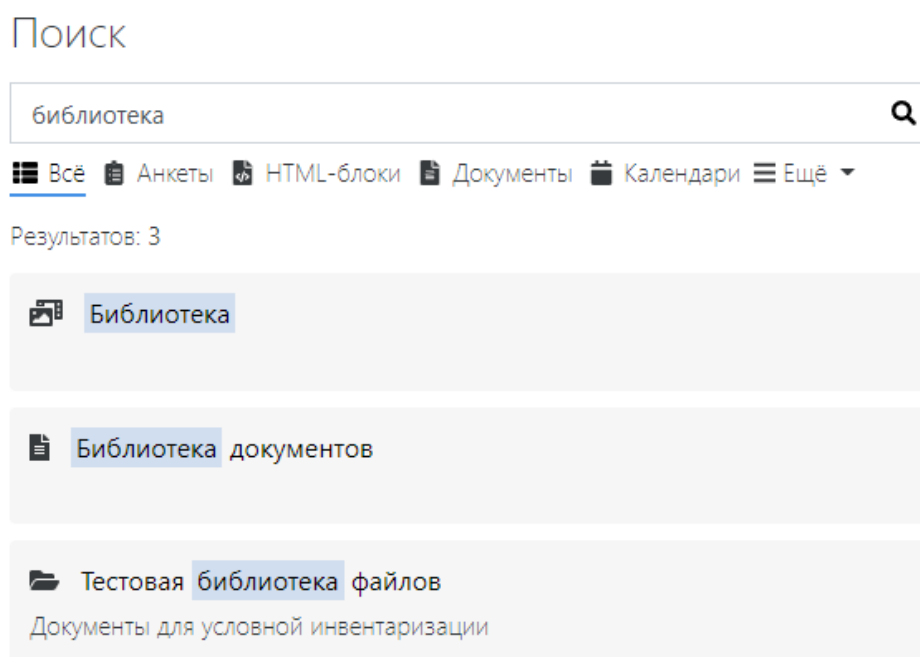 Поиск
библиотека
Всё Анкеты HTML-блоки Документы Календари Ещё
Результатов: 3
Библиотека
Библиотека документов
Тестовая библиотека файлов
Документы для условной инвентаризации